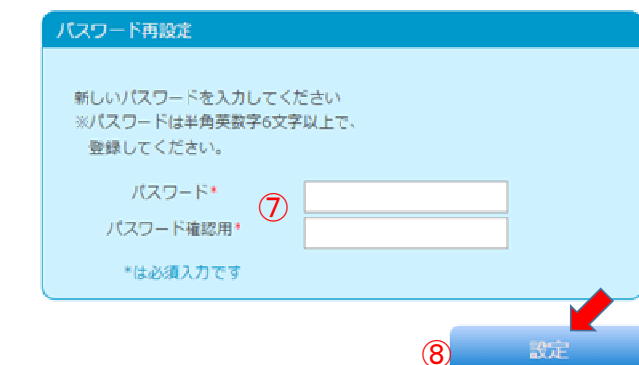 パスワード再設定
新しいパスワードを入力してください
※パスワードは半角英数字6文字以上で、
登録してください。
パスワード*
⑦
パスワード確認用*
*は必須入力です
⑧ 設定